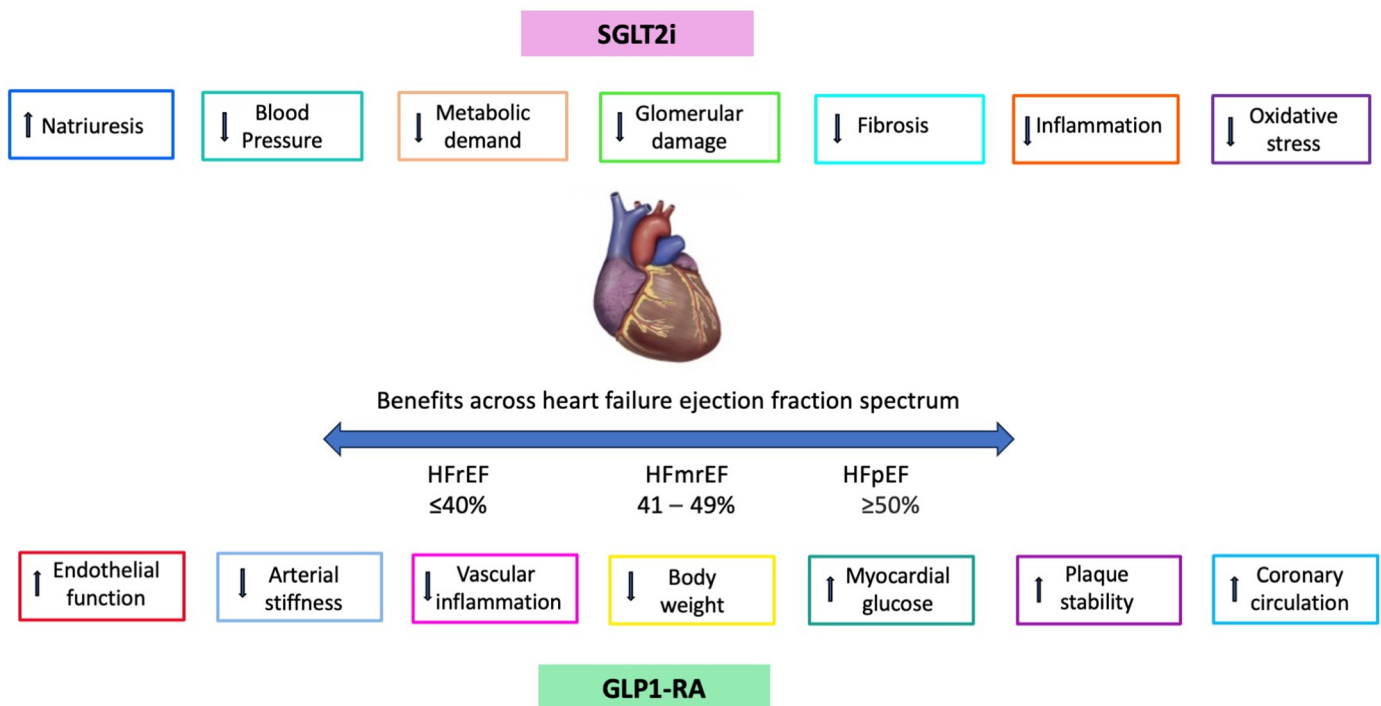 SGLT2i
↑ Natriuresis
↓ Blood
Pressure
↓ Metabolic
demand
↓ Glomerular
damage
↓ Fibrosis
↓ Inflammation
↓ Oxidative
stress
Benefits across heart failure ejection fraction spectrum
HFrEF
≤40%
HFmrEF
41 – 49%
HFpEF
≥50%
↑ Endothelial
function
↓ Arterial
stiffness
↓ Vascular
inflammation
↓ Body
weight
↑ Myocardial
glucose
↑ Plaque
stability
↑ Coronary
circulation
GLP1-RA